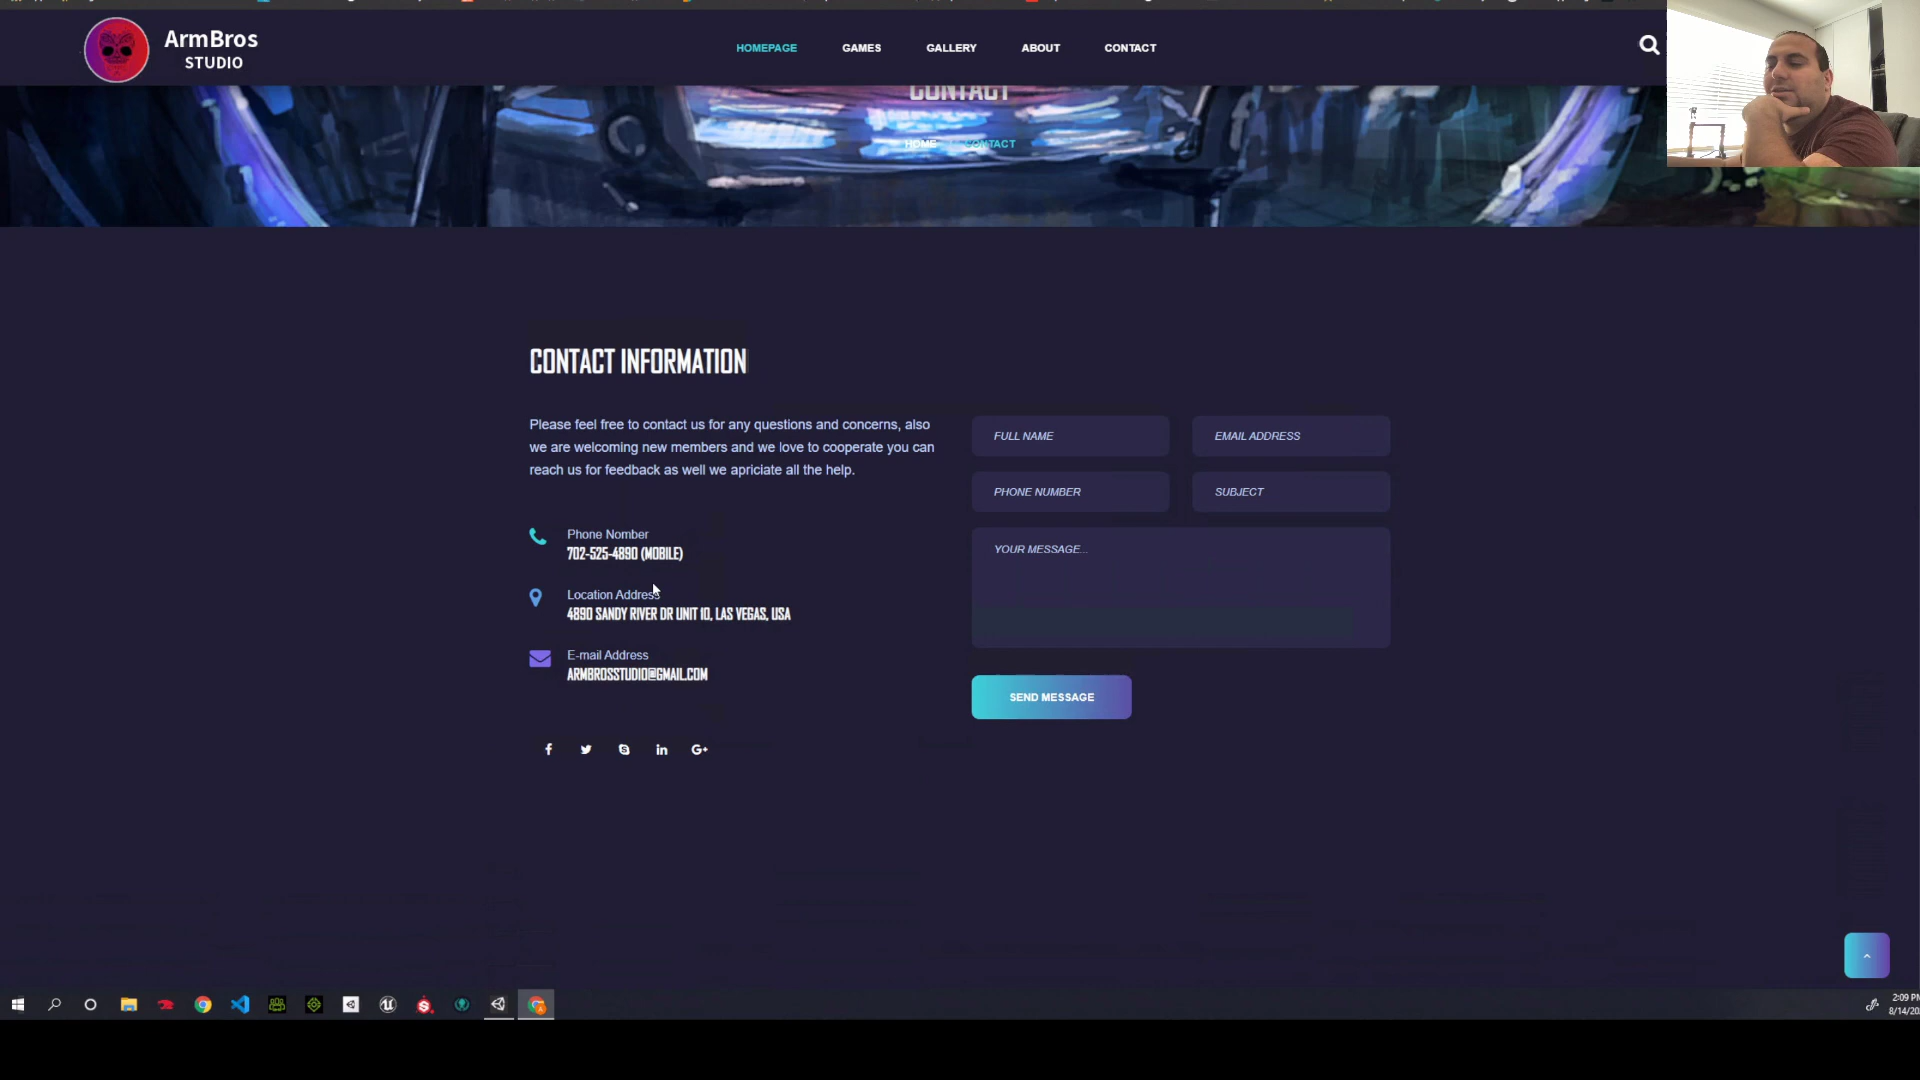 ArmBros
STUDIO
HOMEPAGE
GAMES
GALLERY
ABOUT
CONTACT
CONTACT
HOME
CONTACT
CONTACT INFORMATION
Please feel free to contact us for any questions and concerns, also
we are welcoming new members and we love to cooperate you can
reach us for feedback as well we apriciate all the help.
Phone Nomber
702-525-4890 (MOBILE)
Location Address
4890 SANDY RIVER DR UNIT 10, LAS VEGAS, USA
E-mail Address
ARMBROSSTUDIO@GMAIL.COM
FULL NAME
EMAIL ADDRESS
PHONE NUMBER
SUBJECT
YOUR MESSAGE...
SEND MESSAGE
2:09 PM